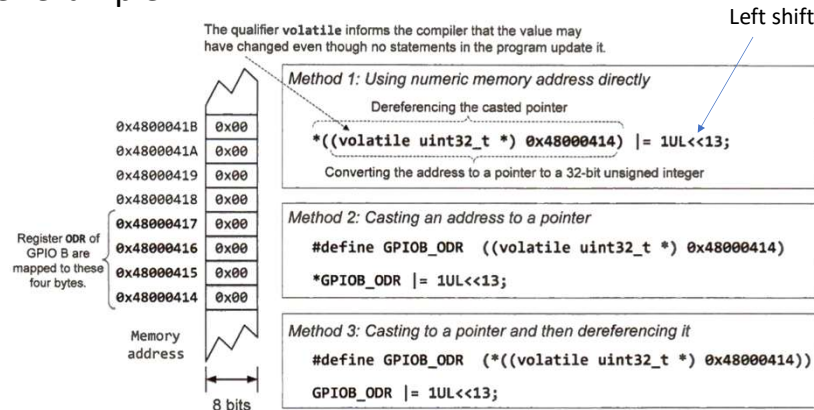 The qualifier volatile informs the compiler that the value may
have changed even though no statements in the program update it.
Left shift
Method 1: Using numeric memory address directly
Dereferencing the casted pointer
*((volatile uint32_t *) 0x48000414) |= 1UL<<13;
Converting the address to a pointer to a 32-bit unsigned integer
0x4800041B 0x00
0x4800041A 0x00
0x48000419 0x00
0x48000418 0x00
0x48000417 0x00
0x48000416 0x00
0x48000415 0x00
0x48000414 0x00
Register ODR of
GPIO B are
mapped to these
four bytes.
Memory
address
8 bits
Method 2: Casting an address to a pointer
#define GPIOB_ODR ((volatile uint32_t *) 0x48000414)
*GPIOB_ODR |= 1UL<<13;
Method 3: Casting to a pointer and then dereferencing it
#define GPIOB_ODR (*((volatile uint32_t *) 0x48000414))
GPIOB_ODR |= 1UL<<13;